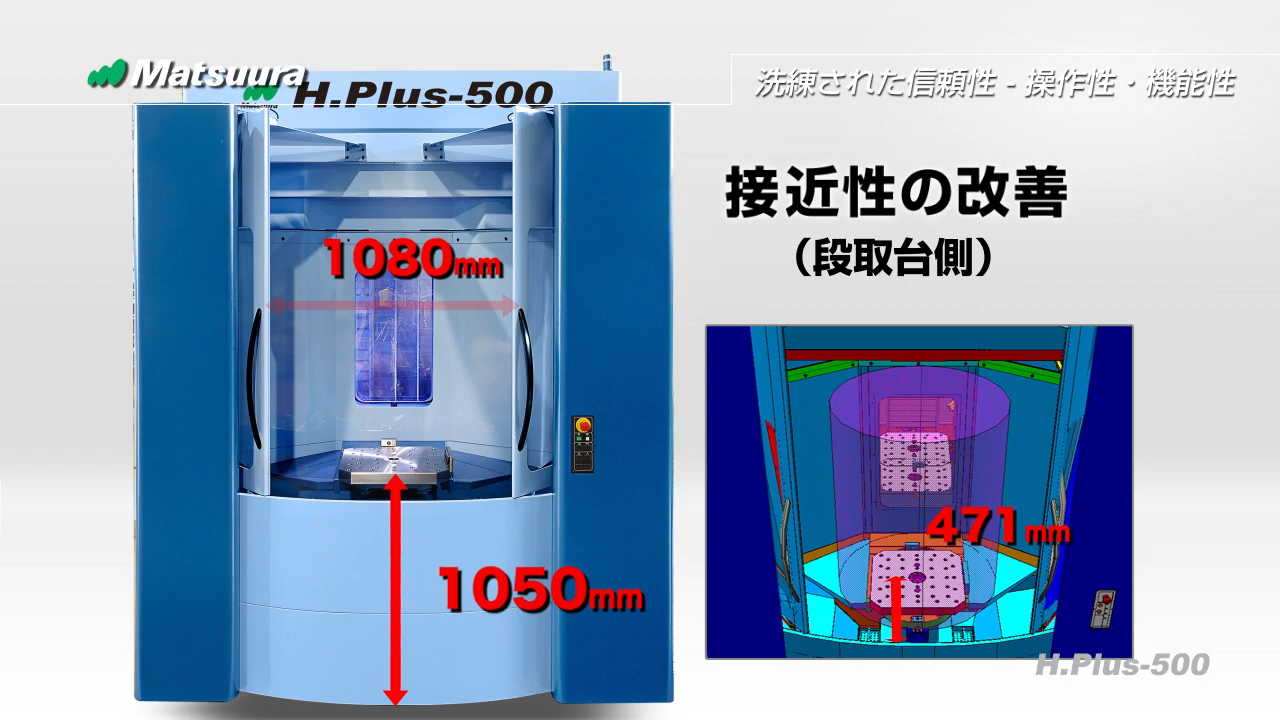 Matsuura
H.Plus-500
洗練された信頼性 - 操作性・機能性
接近性の改善
（段取台側）
1080mm
471mm
1050mm
H.Plus-500